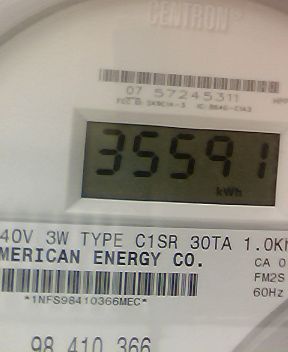 CENTRON®
07 57245311
35591
kWh
40V 3W TYPE C1SR 30TA 1.0Kh
MERICAN ENERGY CO.
CA 0
FM2S
60Hz
*1NFS98410366MEC*
98 410 366